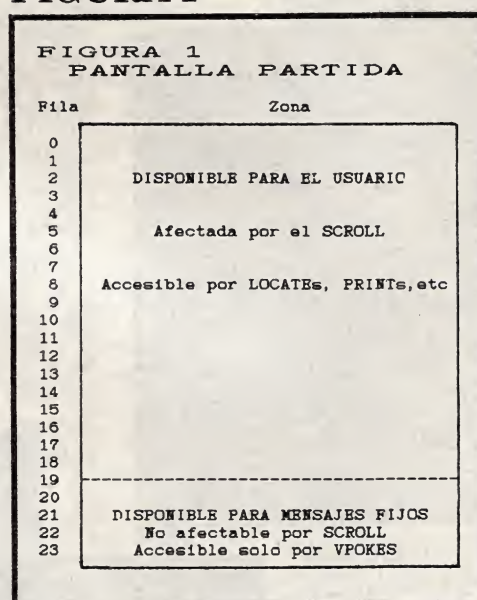 FIGURA 1
PANTALLA PARTIDA
Fila Zona
0
1
2 DISPONIBLE PARA EL USUARIO
3
4
5 Afectada por el SCROLL
6
7
8 Accesible por LOCATEs, PRINTs,etc
9
10
11
12
13
14
15
16
17
18
19
20
21 DISPONIBLE PARA MENSAJES FIJOS
22 No afectable por SCROLL
23 Accesible solo por VPOKES